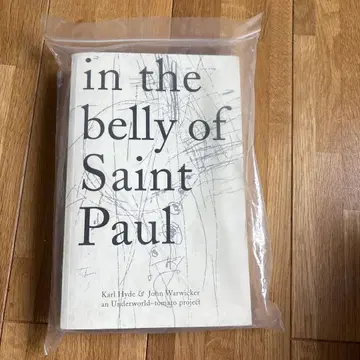 in the
belly of
Saint
Paul
Karl Hyde & John Warwicker
an Underworld–tomato project